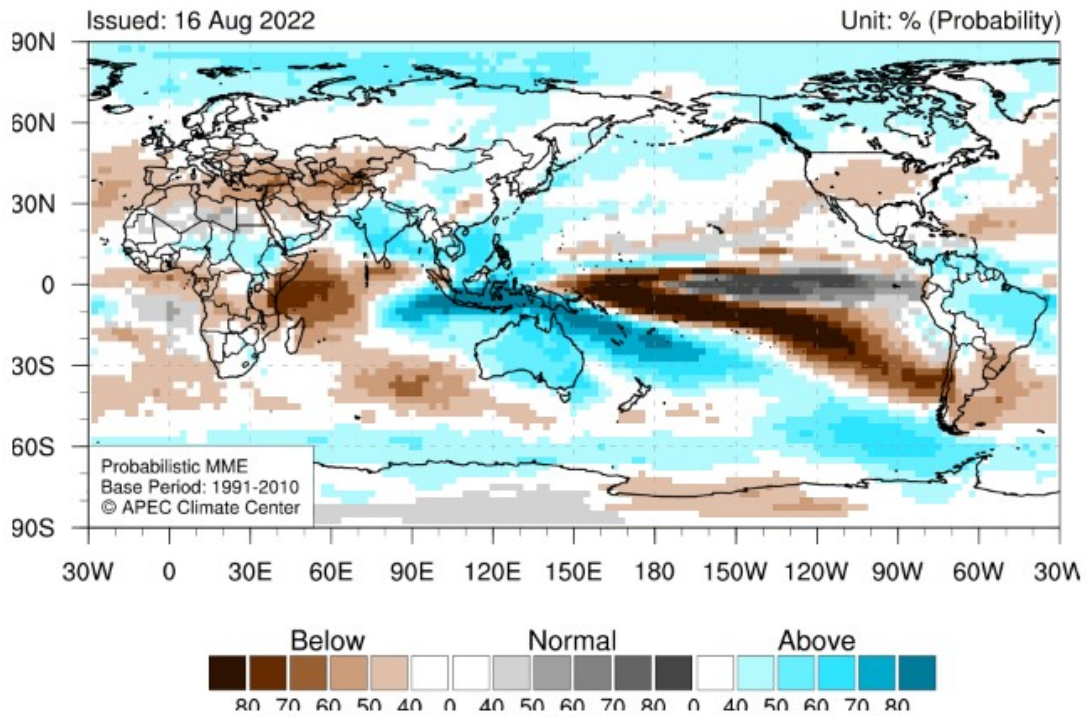 Issued: 16 Aug 2022 Unit: % (Probability)
90N
60N
30N
0
30S
60S
90S
Probabilistic MME
Base Period: 1991-2010
© APEC Climate Center
30W 0 30E 60E 90E 120E 150E 180 150W 120W 90W 60W 30W
Below Normal Above
80 70 60 50 40 0 40 50 60 70 80 0 40 50 60 70 80